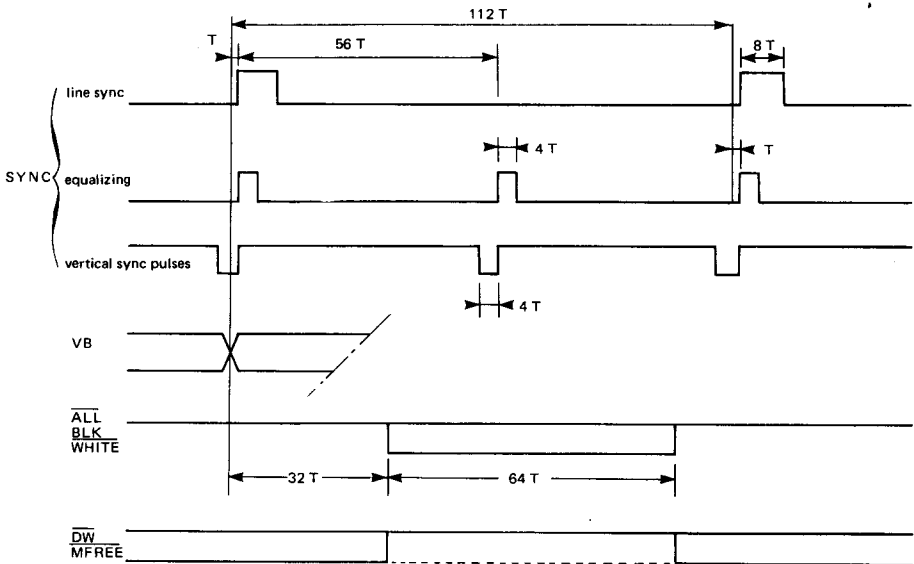 112 T
T
56 T
8 T
line sync
4 T
T
SYNC
equalizing
vertical sync pulses
4 T
VB
ALL
BLK
WHITE
32 T
64 T
DW
MFREE